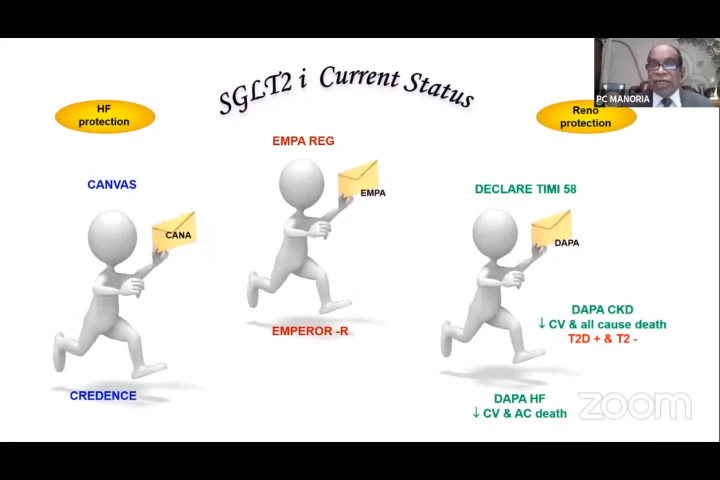 SGLT2 i Current Status
PC MANORIA
HF
protection
Reno
protection
EMPA REG
CANVAS
EMPA
DECLARE TIMI 58
CANA
DAPA
DAPA CKD
↓ CV & all cause death
T2D + & T2 -
EMPEROR -R
CREDENCE
DAPA HF
↓ CV & AC death
zoom